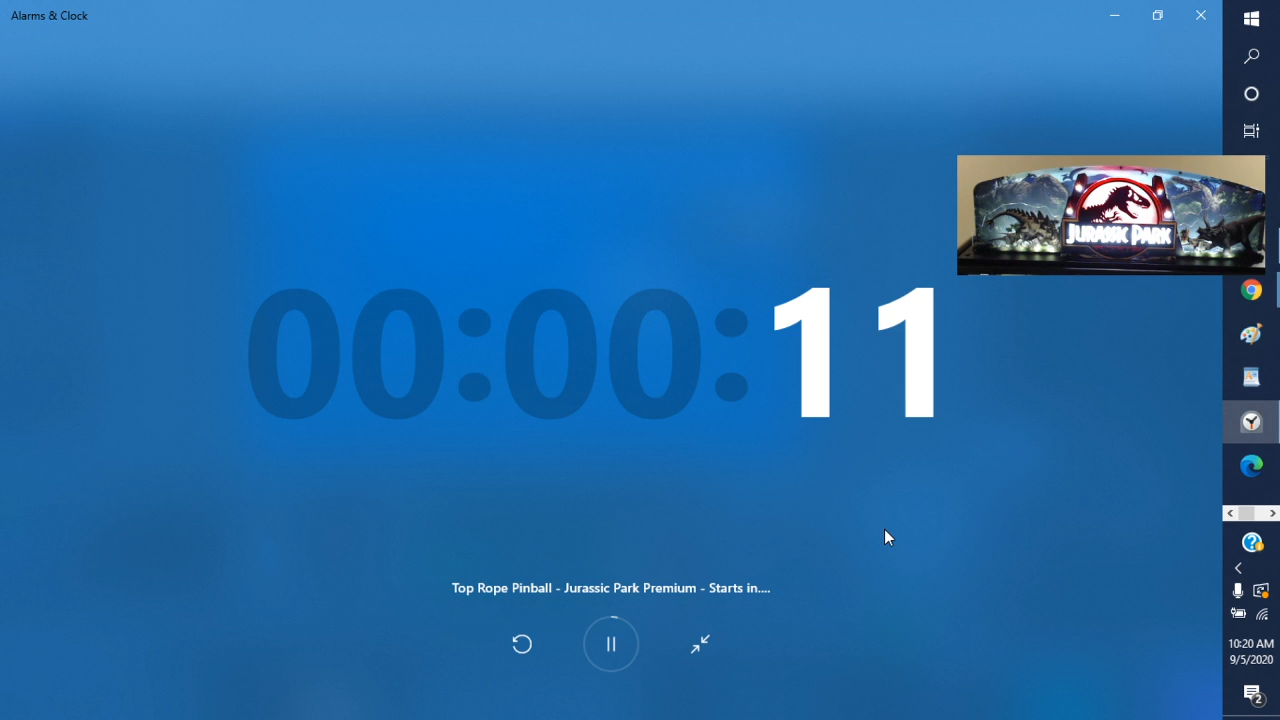 Alarms & Clock
JURASSIC PARK
00:00:11
Top Rope Pinball - Jurassic Park Premium - Starts in....
10:20 AM
9/5/2020
2